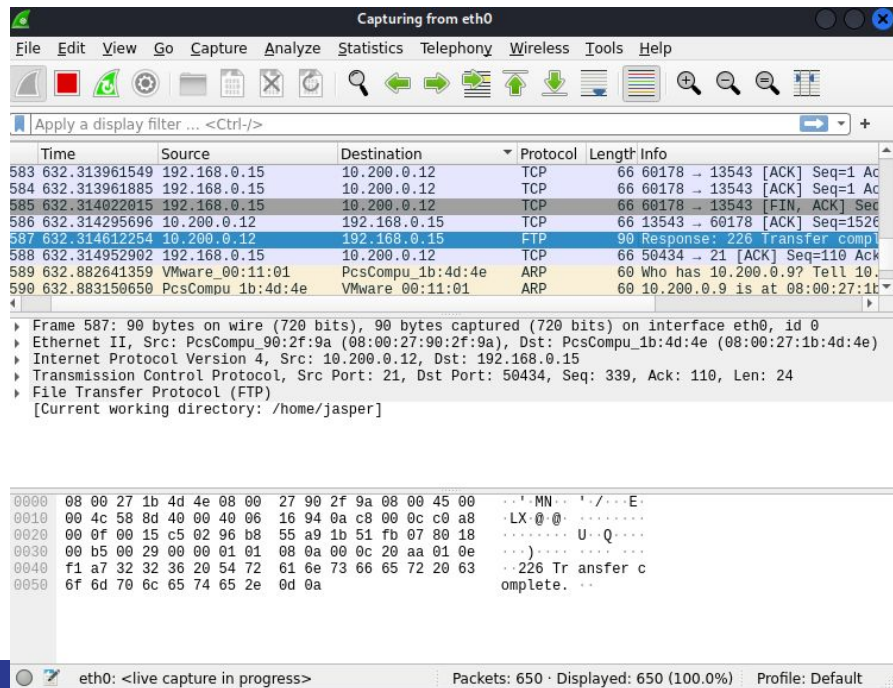 Capturing from eth0
File Edit View Go Capture Analyze Statistics Telephony Wireless Tools Help
Apply a display filter ... <Ctrl-/>
Time Source Destination Protocol Length Info
583 632.313961549 192.168.0.15 10.200.0.12 TCP 66 60178 → 13543 [ACK] Seq=1 Ac
584 632.313961885 192.168.0.15 10.200.0.12 TCP 66 60178 → 13543 [ACK] Seq=1 Ac
585 632.314022015 192.168.0.15 10.200.0.12 TCP 66 60178 → 13543 [FIN, ACK] Sec
586 632.314295696 10.200.0.12 192.168.0.15 TCP 66 13543 → 60178 [ACK] Seq=1526
587 632.314612254 10.200.0.12 192.168.0.15 FTP 90 Response: 226 Transfer compl
588 632.314952902 192.168.0.15 10.200.0.12 TCP 66 50434 → 21 [ACK] Seq=110 Ack
589 632.882641359 VMware_00:11:01 PcsCompu_1b:4d:4e ARP 60 Who has 10.200.0.9? Tell 10.
590 632.883150650 PcsCompu_1b:4d:4e VMware_00:11:01 ARP 60 10.200.0.9 is at 08:00:27:1b
Frame 587: 90 bytes on wire (720 bits), 90 bytes captured (720 bits) on interface eth0, id 0
Ethernet II, Src: PcsCompu_90:2f:9a (08:00:27:90:2f:9a), Dst: PcsCompu_1b:4d:4e (08:00:27:1b:4d:4e)
Internet Protocol Version 4, Src: 10.200.0.12, Dst: 192.168.0.15
Transmission Control Protocol, Src Port: 21, Dst Port: 50434, Seq: 339, Ack: 110, Len: 24
File Transfer Protocol (FTP)
[Current working directory: /home/jasper]
0000 08 00 27 1b 4d 4e 08 00 27 90 2f 9a 08 00 45 00 ··'·MN·· '·/···E·
0010 00 4c 58 8d 40 00 40 06 16 94 0a c8 00 0c c0 a8 ·LX·@·@· ········
0020 00 0f 00 15 c5 02 96 b8 55 a9 1b 51 fb 07 80 18 ········ U··Q····
0030 00 b5 00 29 00 00 01 01 08 0a 00 0c 20 aa 01 0e ···)···· ···· ···
0040 f1 a7 32 32 36 20 54 72 61 6e 73 66 65 72 20 63 ··226 Tr ansfer c
0050 6f 6d 70 6c 65 74 65 2e 0d 0a omplete. ··
eth0: <live capture in progress> Packets: 650 · Displayed: 650 (100.0%) Profile: Default